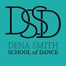 DSD
DENA SMITH
SCHOOL of DANCE